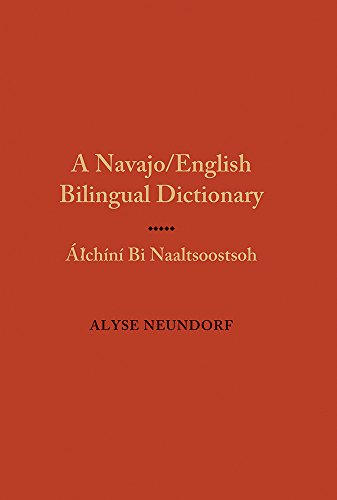 A Navajo/English
Bilingual Dictionary
Áłchíní Bi Naaltsoostsoh
ALYSE NEUNDORF